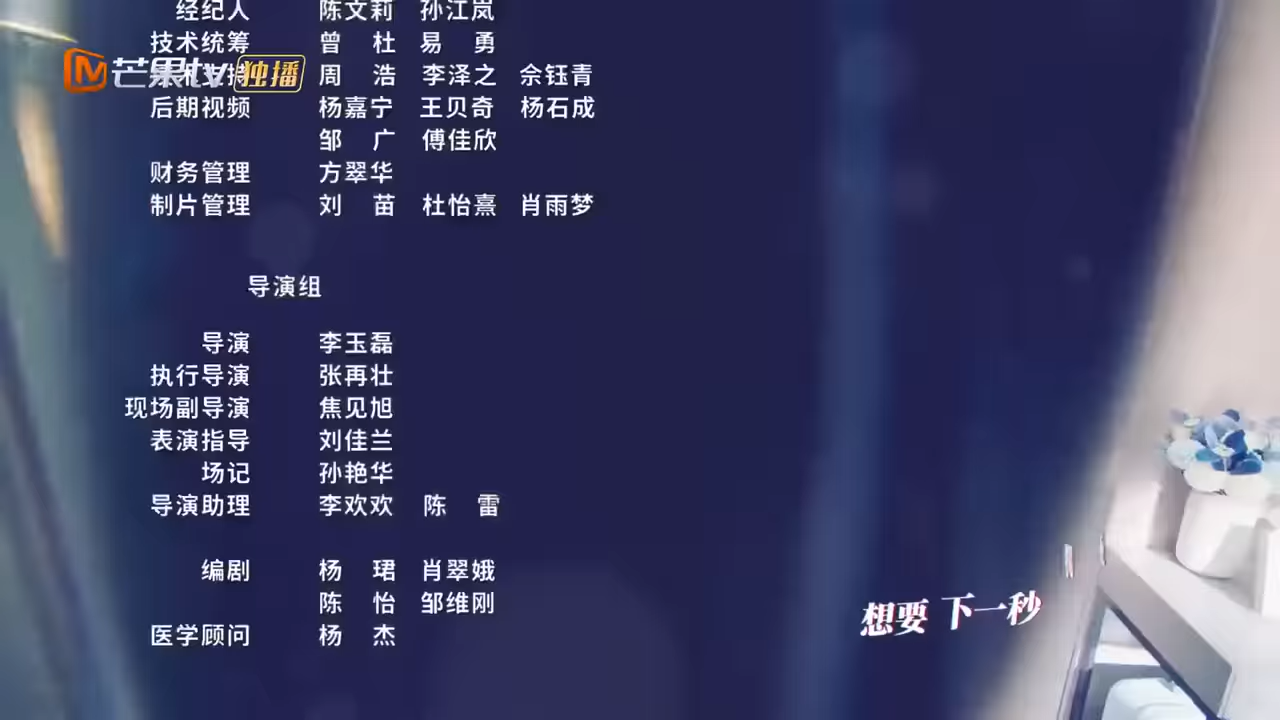 经纪人 陈文莉 孙江岚
技术统筹 曾 杜 易 勇
芒果tv 独播
周 浩 李泽之 佘钰青
后期视频 杨嘉宁 王贝奇 杨石成
邹 广 傅佳欣
财务管理 方翠华
制片管理 刘 苗 杜怡熹 肖雨梦
导演组
导演 李玉磊
执行导演 张再壮
现场副导演 焦见旭
表演指导 刘佳兰
场记 孙艳华
导演助理 李欢欢 陈 雷
编剧 杨 珺 肖翠娥
陈 怡 邹维刚
医学顾问 杨 杰
想要 下一秒